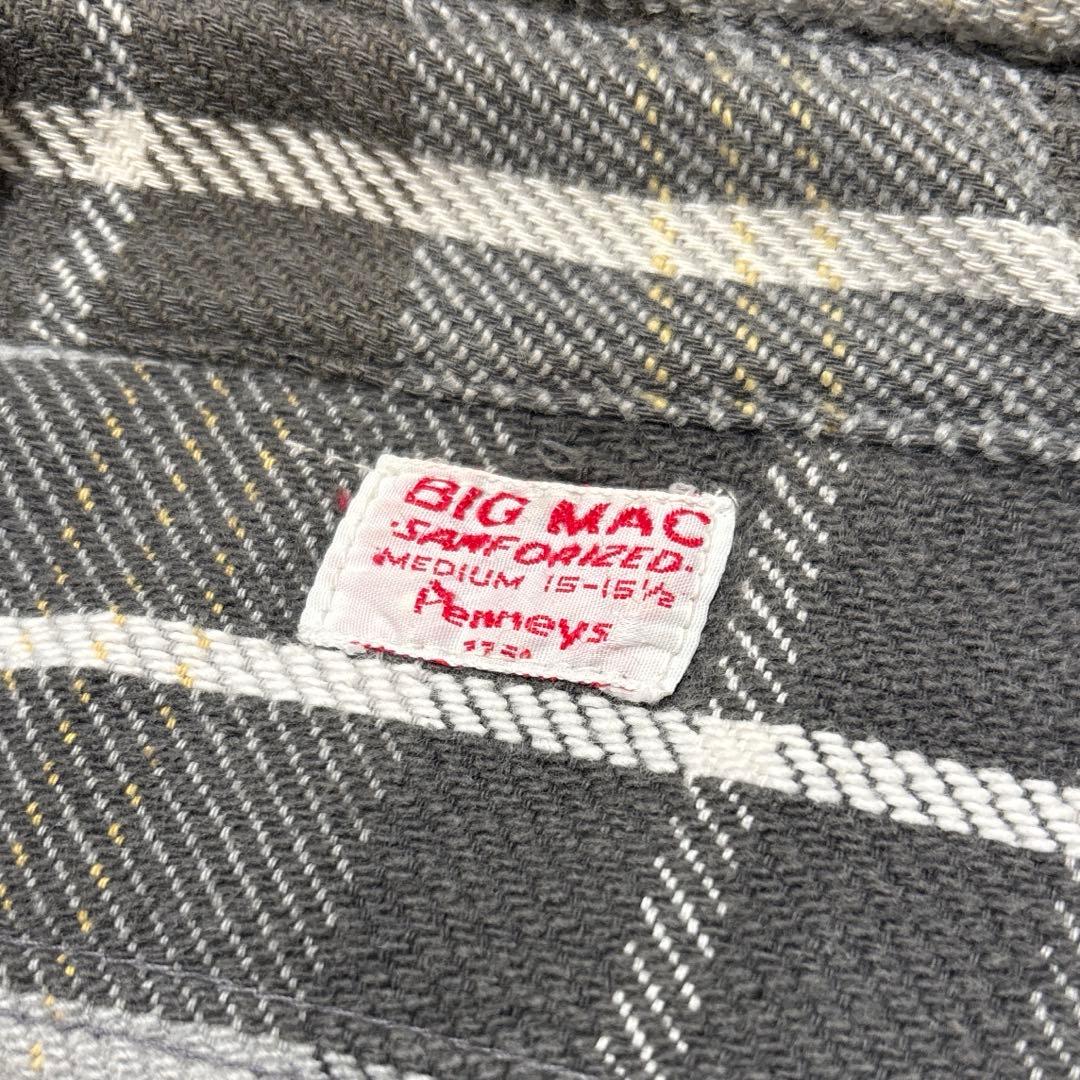 BIG MAC
·SANFORIZED·
MEDIUM 15-15½
Penneys